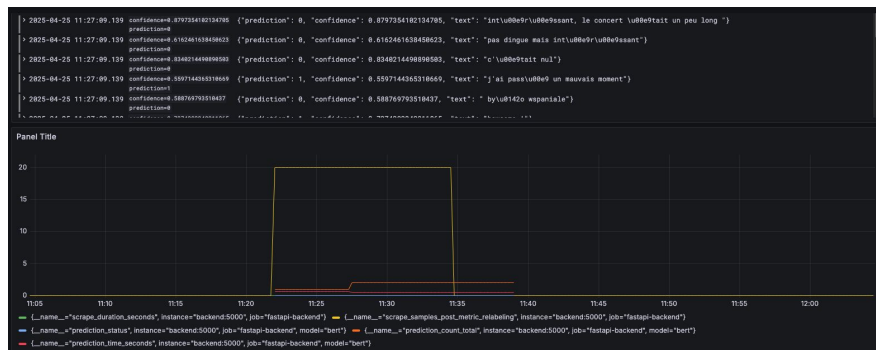 > 2025-04-25 11:27:09.139 confidence=0.8797354102134705 {"prediction": 0, "confidence": 0.8797354102134705, "text": "int\u00e9r\u00e9ssant, le concert \u00e9tait un peu long "}
prediction=0
> 2025-04-25 11:27:09.139 confidence=0.6162461638450623 {"prediction": 0, "confidence": 0.6162461638450623, "text": "pas dingue mais int\u00e9r\u00e9ssant"}
prediction=0
> 2025-04-25 11:27:09.139 confidence=0.8340214490890503 {"prediction": 0, "confidence": 0.8340214490890503, "text": "c'\u00e9tait nul"}
prediction=0
> 2025-04-25 11:27:09.139 confidence=0.5597144365310669 {"prediction": 1, "confidence": 0.5597144365310669, "text": "j'ai pass\u00e9 un mauvais moment"}
prediction=1
> 2025-04-25 11:27:09.139 confidence=0.588769793510437 {"prediction": 0, "confidence": 0.588769793510437, "text": " by\u0142o wspaniale"}
prediction=0
Panel Title
20
15
10
5
0
11:05 11:10 11:15 11:20 11:25 11:30 11:35 11:40 11:45 11:50 11:55 12:00
{__name__="scrape_duration_seconds", instance="backend:5000", job="fastapi-backend"} {__name__="scrape_samples_post_metric_relabeling", instance="backend:5000", job="fastapi-backend"}
{__name__="prediction_status", instance="backend:5000", job="fastapi-backend", model="bert"} {__name__="prediction_count_total", instance="backend:5000", job="fastapi-backend", model="bert"}
{__name__="prediction_time_seconds", instance="backend:5000", job="fastapi-backend", model="bert"}